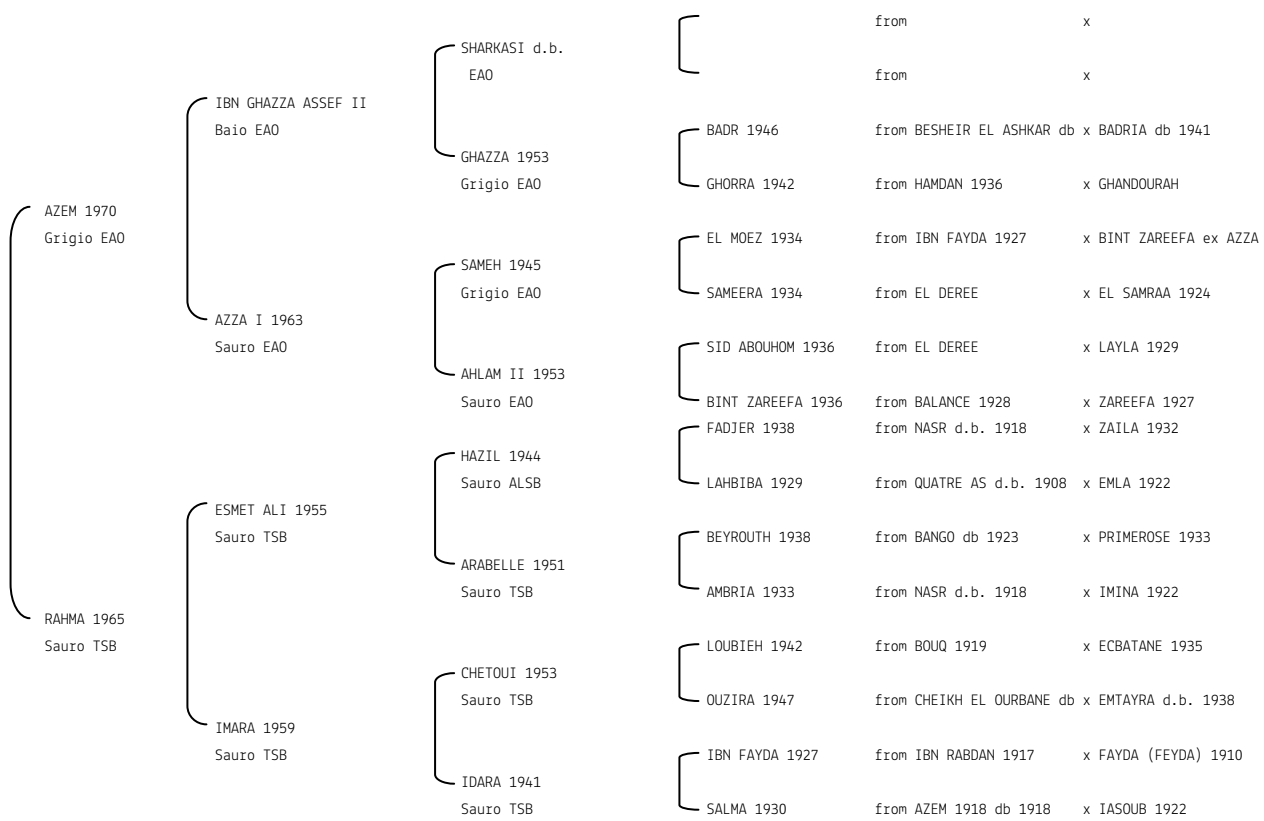 from x
SHARKASI d.b.
EAO from x
IBN GHAZZA ASSEF II
Baio EAO BADR 1946 from BESHEIR EL ASHKAR db x BADRIA db 1941
GHAZZA 1953
Grigio EAO GHORRA 1942 from HAMDAN 1936 x GHANDOURAH
AZEM 1970
Grigio EAO EL MOEZ 1934 from IBN FAYDA 1927 x BINT ZAREEFA ex AZZA
SAMEH 1945
Grigio EAO SAMEERA 1934 from EL DEREE x EL SAMRAA 1924
AZZA I 1963
Sauro EAO SID ABOUHOM 1936 from EL DEREE x LAYLA 1929
AHLAM II 1953
Sauro EAO BINT ZAREEFA 1936 from BALANCE 1928 x ZAREEFA 1927
FADJER 1938 from NASR d.b. 1918 x ZAILA 1932
HAZIL 1944
Sauro ALSB LAHBIBA 1929 from QUATRE AS d.b. 1908 x EMLA 1922
ESMET ALI 1955
Sauro TSB BEYROUTH 1938 from BANGO db 1923 x PRIMEROSE 1933
ARABELLE 1951
Sauro TSB AMBRIA 1933 from NASR d.b. 1918 x IMINA 1922
RAHMA 1965
Sauro TSB LOUBIEH 1942 from BOUQ 1919 x ECBATANE 1935
CHETOUI 1953
Sauro TSB OUZIRA 1947 from CHEIKH EL OURBANE db x EMTAYRA d.b. 1938
IMARA 1959
Sauro TSB IBN FAYDA 1927 from IBN RABDAN 1917 x FAYDA (FEYDA) 1910
IDARA 1941
Sauro TSB SALMA 1930 from AZEM 1918 db 1918 x IASOUB 1922